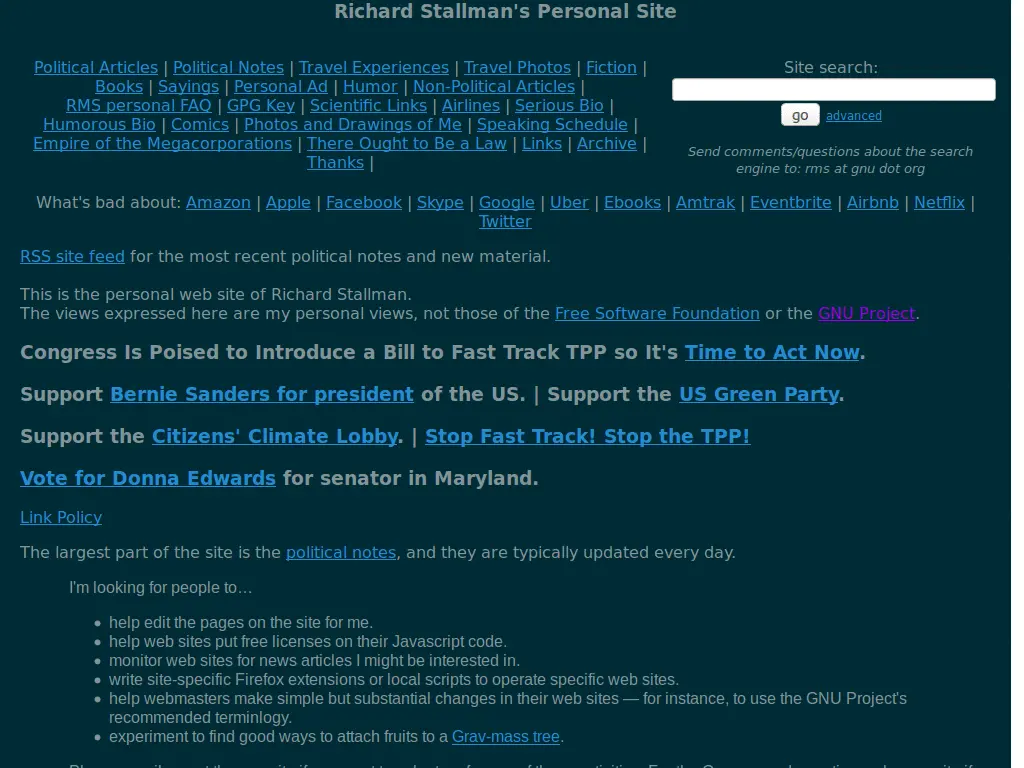 Richard Stallman's Personal Site
Political Articles | Political Notes | Travel Experiences | Travel Photos | Fiction |
Books | Sayings | Personal Ad | Humor | Non-Political Articles |
RMS personal FAQ | GPG Key | Scientific Links | Airlines | Serious Bio |
Humorous Bio | Comics | Photos and Drawings of Me | Speaking Schedule |
Empire of the Megacorporations | There Ought to Be a Law | Links | Archive |
Thanks |
Site search:
go advanced
Send comments/questions about the search
engine to: rms at gnu dot org
What's bad about: Amazon | Apple | Facebook | Skype | Google | Uber | Ebooks | Amtrak | Eventbrite | Airbnb | Netflix |
Twitter
RSS site feed for the most recent political notes and new material.
This is the personal web site of Richard Stallman.
The views expressed here are my personal views, not those of the Free Software Foundation or the GNU Project.
Congress Is Poised to Introduce a Bill to Fast Track TPP so It's Time to Act Now.
Support Bernie Sanders for president of the US. | Support the US Green Party.
Support the Citizens' Climate Lobby. | Stop Fast Track! Stop the TPP!
Vote for Donna Edwards for senator in Maryland.
Link Policy
The largest part of the site is the political notes, and they are typically updated every day.
I'm looking for people to…
• help edit the pages on the site for me.
• help web sites put free licenses on their Javascript code.
• monitor web sites for news articles I might be interested in.
• write site-specific Firefox extensions or local scripts to operate specific web sites.
• help webmasters make simple but substantial changes in their web sites — for instance, to use the GNU Project's
recommended terminlogy.
• experiment to find good ways to attach fruits to a Grav-mass tree.